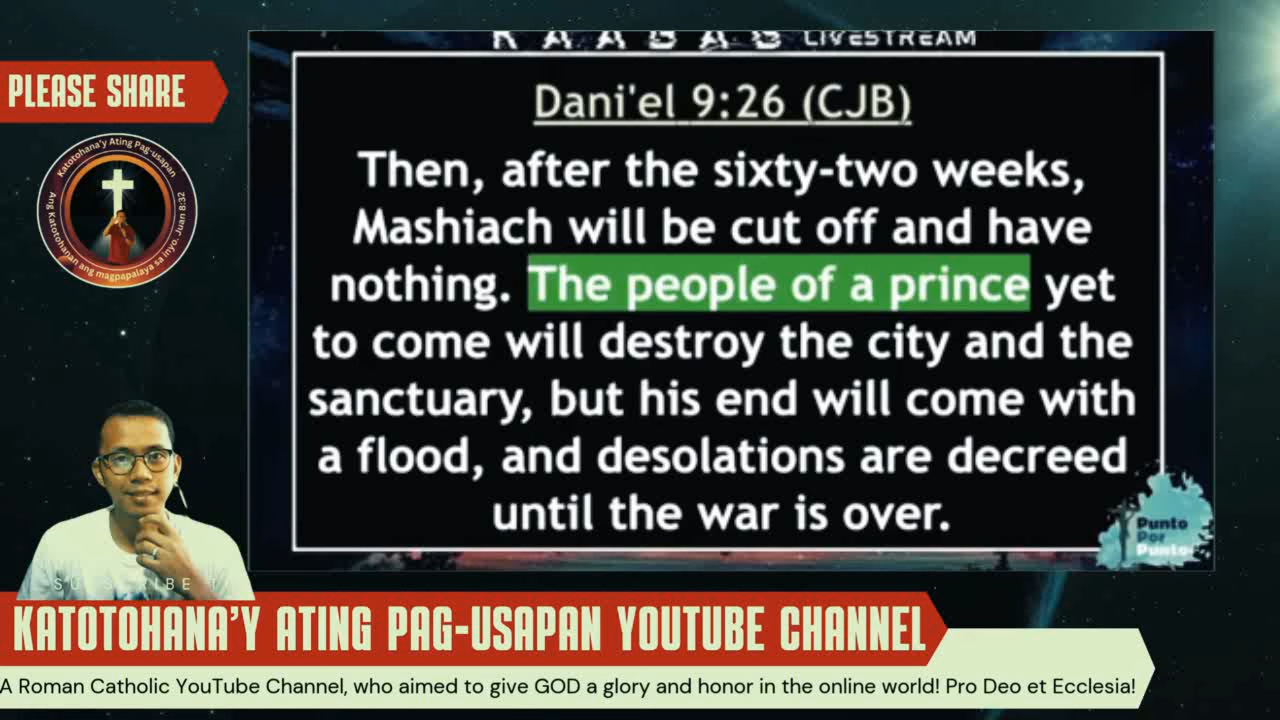 KAABAG LIVESTREAM
PLEASE SHARE
Katotohana'y Ating Pag-usapan
Ang Katotohanan ang magpapalaya sa inyo. Juan 8:32
Dani'el 9:26 (CJB)
Then, after the sixty-two weeks,
Mashiach will be cut off and have
nothing. The people of a prince yet
to come will destroy the city and the
sanctuary, but his end will come with
a flood, and desolations are decreed
until the war is over.
Punto
Por
Punto
KATOTOHANA'Y ATING PAG-USAPAN YOUTUBE CHANNEL
A Roman Catholic YouTube Channel, who aimed to give GOD a glory and honor in the online world! Pro Deo et Ecclesia!